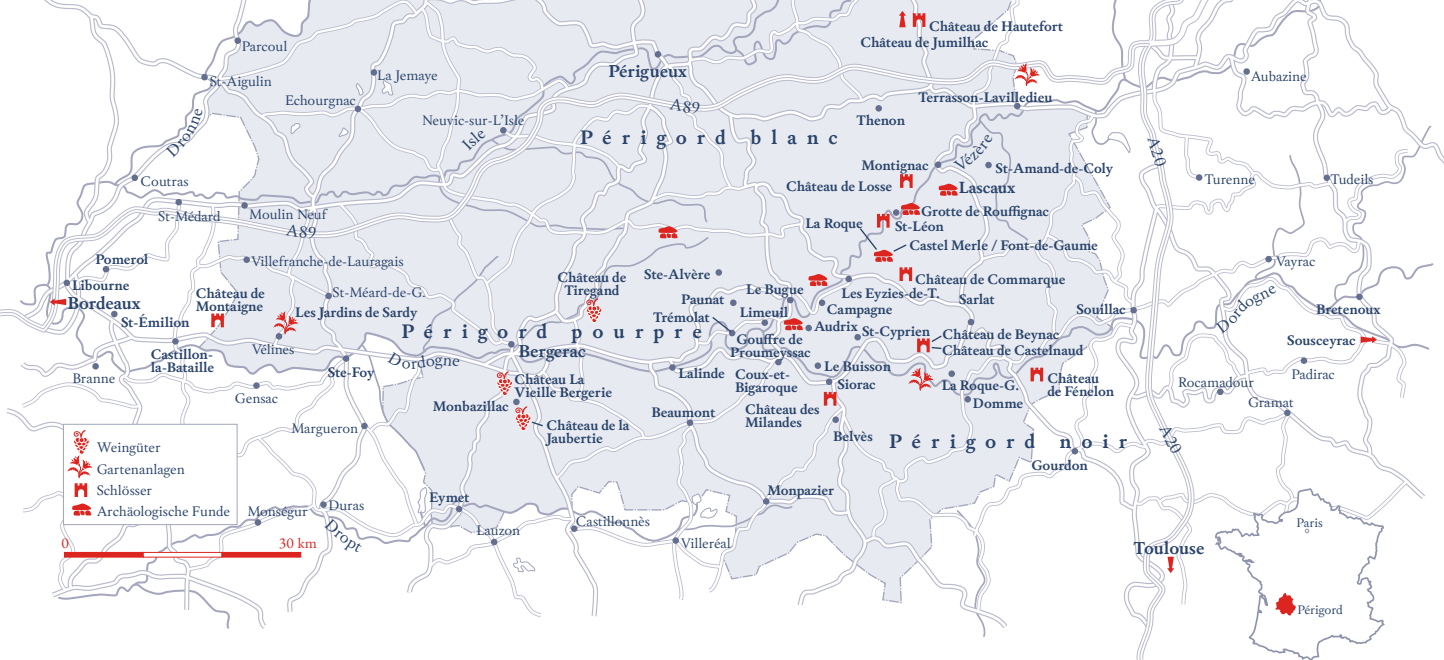 Château de Hautefort
Château de Jumilhac
Parcoul
St-Aigulin
La Jemaye
Périgueux
Aubazine
Echourgnac
A89
Terrasson-Lavilledieu
Neuvic-sur-L'Isle
Thenon
Dronne
Isle
Périgord blanc
Vézère
A20
Montignac
St-Amand-de-Coly
Coutras
Château de Losse
Lascaux
Turenne
Tudeils
St-Médard
Moulin Neuf
Grotte de Rouffignac
A89
La Roque
St-Léon
Castel Merle / Font-de-Gaume
Pomerol
Villefranche-de-Lauragais
Vayrac
Libourne
Château de
Tiregand
Ste-Alvère
Château de Commarque
Bordeaux
Château de
Montaigne
St-Méard-de-G.
Le Bugue
Les Eyzies-de-T.
Paunat
Sarlat
Dordogne
St-Émilion
Les Jardins de Sardy
Limeuil
Campagne
Souillac
Bretenoux
Trémolat
Périgord pourpre
Audrix
St-Cyprien
Château de Beynac
Gouffre de
Proumeyssac
Sousceyrac
Vélines
Bergerac
Château de Castelnaud
Castillon-
la-Bataille
Dordogne
Le Buisson
Padirac
Branne
Ste-Foy
Lalinde
Coux-et-
Bigaroque
Siorac
La Roque-G.
Château
de Fénelon
Rocamadour
Gensac
Château La
Vieille Bergerie
Domme
Gramat
Monbazillac
Beaumont
Château des
Milandes
Margueron
Château de la
Jaubertie
Belvès
Périgord noir
A20
Weingüter
Gartenanlagen
Schlösser
Archäologische Funde
Gourdon
Monpazier
Eymet
Monségur
Duras
Castillonnès
Lauzon
Dropt
Villeréal
0
30 km
Toulouse
Paris
Périgord